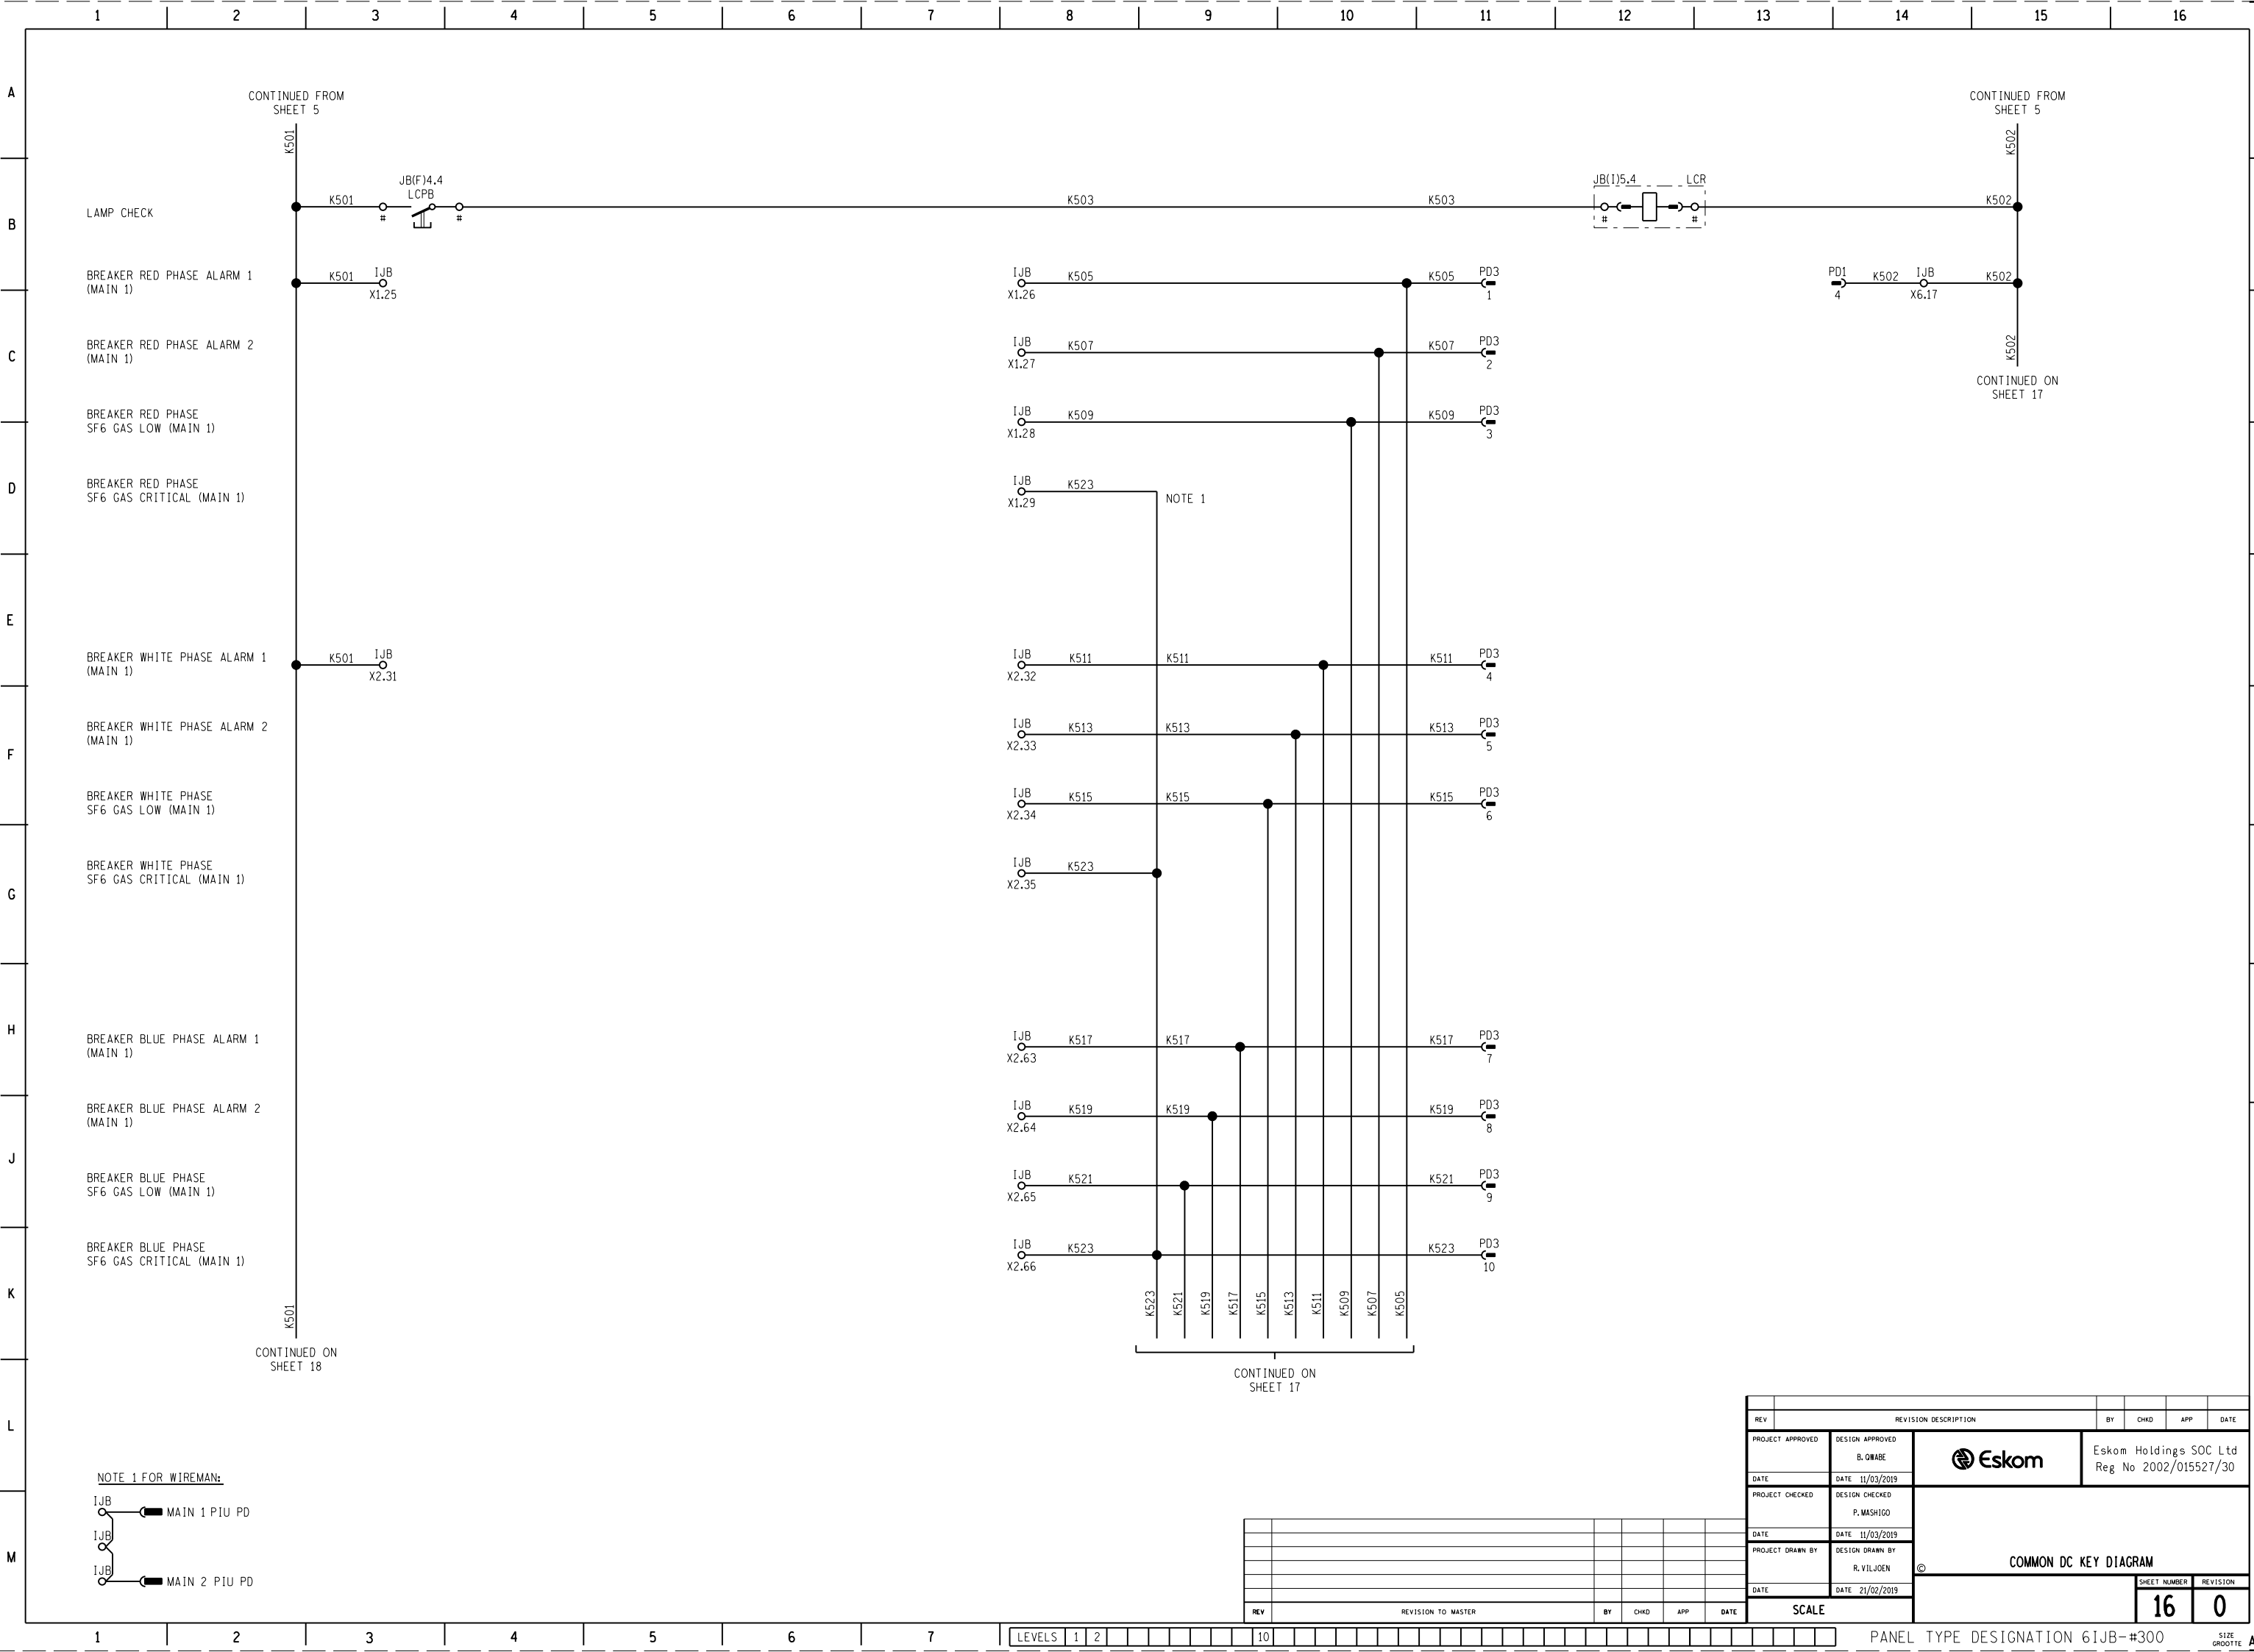 1 2 3 4 5 6 7 8 9 10 11 12 13 14 15 16
A
CONTINUED FROM
SHEET 5
K501
CONTINUED FROM
SHEET 5
K502
B
LAMP CHECK
K501
#
JB(F)4.4
LCPB
#
K503
K503
JB(I)5.4
LCR
#
#
K502
BREAKER RED PHASE ALARM 1
(MAIN 1)
K501
IJB
X1.25
IJB
X1.26
K505
K505
PD3
1
PD1
4
K502
IJB
X6.17
K502
C
BREAKER RED PHASE ALARM 2
(MAIN 1)
IJB
X1.27
K507
K507
PD3
2
K502
CONTINUED ON
SHEET 17
BREAKER RED PHASE
SF6 GAS LOW (MAIN 1)
IJB
X1.28
K509
K509
PD3
3
D
BREAKER RED PHASE
SF6 GAS CRITICAL (MAIN 1)
IJB
X1.29
K523
NOTE 1
E
BREAKER WHITE PHASE ALARM 1
(MAIN 1)
K501
IJB
X2.31
IJB
X2.32
K511
K511
K511
PD3
4
F
BREAKER WHITE PHASE ALARM 2
(MAIN 1)
IJB
X2.33
K513
K513
K513
PD3
5
BREAKER WHITE PHASE
SF6 GAS LOW (MAIN 1)
IJB
X2.34
K515
K515
K515
PD3
6
G
BREAKER WHITE PHASE
SF6 GAS CRITICAL (MAIN 1)
IJB
X2.35
K523
H
BREAKER BLUE PHASE ALARM 1
(MAIN 1)
IJB
X2.63
K517
K517
K517
PD3
7
BREAKER BLUE PHASE ALARM 2
(MAIN 1)
IJB
X2.64
K519
K519
K519
PD3
8
J
BREAKER BLUE PHASE
SF6 GAS LOW (MAIN 1)
IJB
X2.65
K521
K521
PD3
9
BREAKER BLUE PHASE
SF6 GAS CRITICAL (MAIN 1)
IJB
X2.66
K523
K523
PD3
10
K
K501
CONTINUED ON
SHEET 18
K523
K521
K519
K517
K515
K513
K511
K509
K507
K505
CONTINUED ON
SHEET 17
L
NOTE 1 FOR WIREMAN:
IJB
MAIN 1 PIU PD
IJB
M
IJB
MAIN 2 PIU PD
REV REVISION TO MASTER BY CHKD APP DATE
REV REVISION DESCRIPTION BY CHKD APP DATE
PROJECT APPROVED
DATE
DESIGN APPROVED
B. QWABE
DATE 11/03/2019
Eskom
Eskom Holdings SOC Ltd
Reg No 2002/015527/30
PROJECT CHECKED
DATE
DESIGN CHECKED
P. MASHIGO
DATE 11/03/2019
PROJECT DRAWN BY
DATE
DESIGN DRAWN BY
R. VILJOEN
DATE 21/02/2019
SCALE
©
COMMON DC KEY DIAGRAM
SHEET NUMBER
16
REVISION
0
1 2 3 4 5 6 7
LEVELS 1 2 10
PANEL TYPE DESIGNATION 6IJB-#300
SIZE
GROOTTE